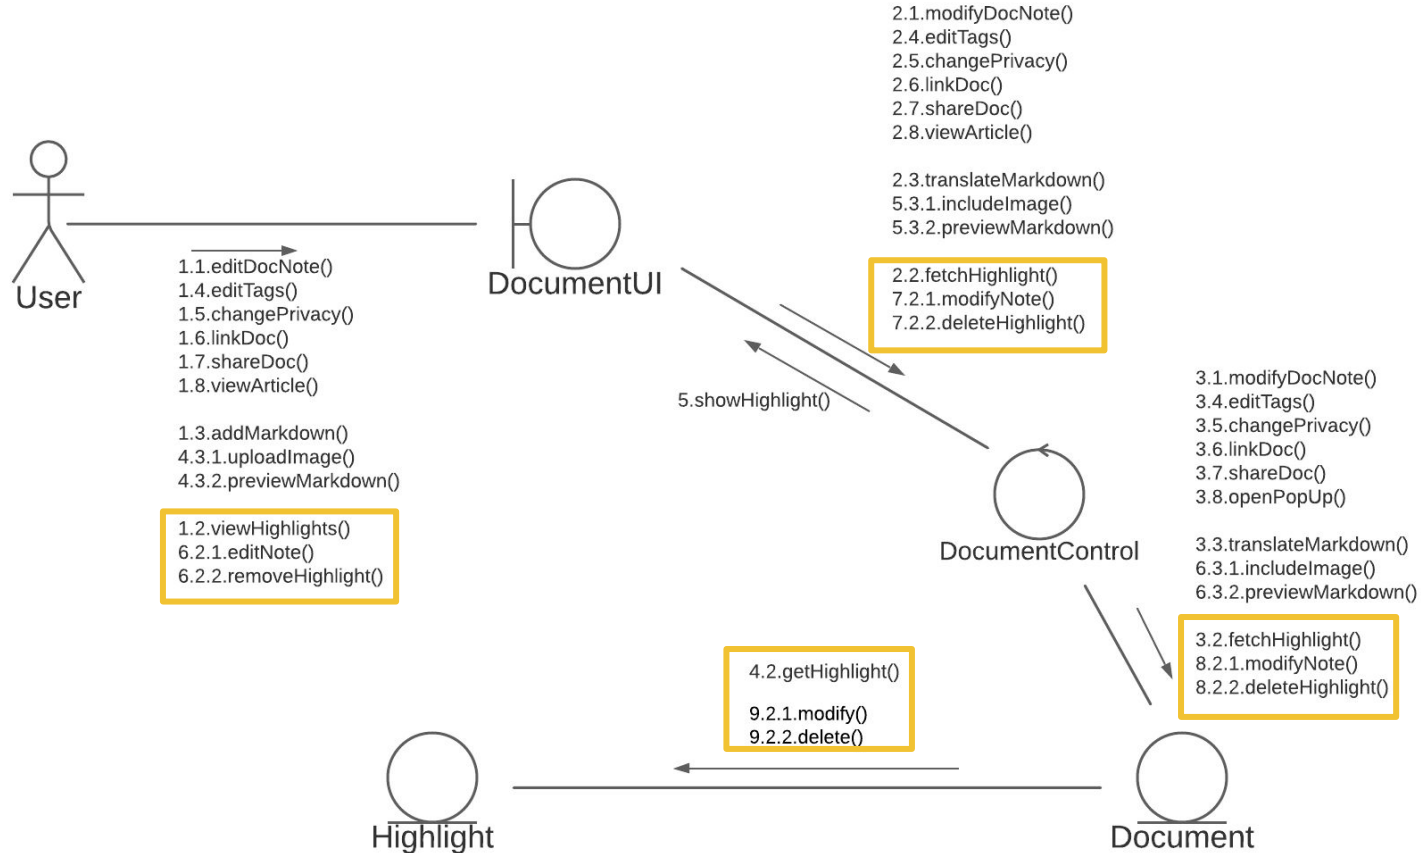 2.1.modifyDocNote()
2.4.editTags()
2.5.changePrivacy()
2.6.linkDoc()
2.7.shareDoc()
2.8.viewArticle()
2.3.translateMarkdown()
5.3.1.includeImage()
5.3.2.previewMarkdown()
2.2.fetchHighlight()
7.2.1.modifyNote()
7.2.2.deleteHighlight()
User
DocumentUI
1.1.editDocNote()
1.4.editTags()
1.5.changePrivacy()
1.6.linkDoc()
1.7.shareDoc()
1.8.viewArticle()
1.3.addMarkdown()
4.3.1.uploadImage()
4.3.2.previewMarkdown()
1.2.viewHighlights()
6.2.1.editNote()
6.2.2.removeHighlight()
5.showHighlight()
DocumentControl
3.1.modifyDocNote()
3.4.editTags()
3.5.changePrivacy()
3.6.linkDoc()
3.7.shareDoc()
3.8.openPopUp()
3.3.translateMarkdown()
6.3.1.includeImage()
6.3.2.previewMarkdown()
3.2.fetchHighlight()
8.2.1.modifyNote()
8.2.2.deleteHighlight()
4.2.getHighlight()
9.2.1.modify()
9.2.2.delete()
Highlight
Document